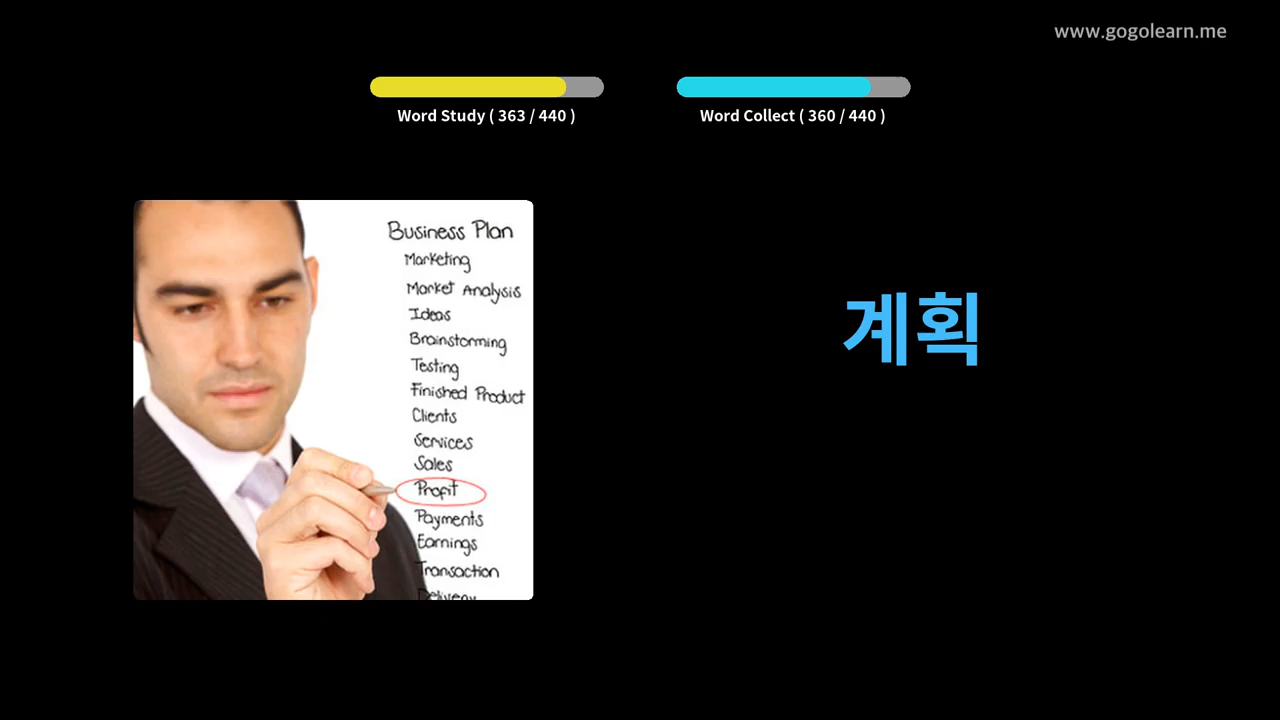 www.gogolearn.me
Word Study ( 363 / 440 )
Word Collect ( 360 / 440 )
Business Plan
Marketing
Market Analysis
Ideas
Brainstorming
Testing
Finished Product
Clients
Services
Sales
Profit
Payments
Earnings
Transaction
Delivery
계획